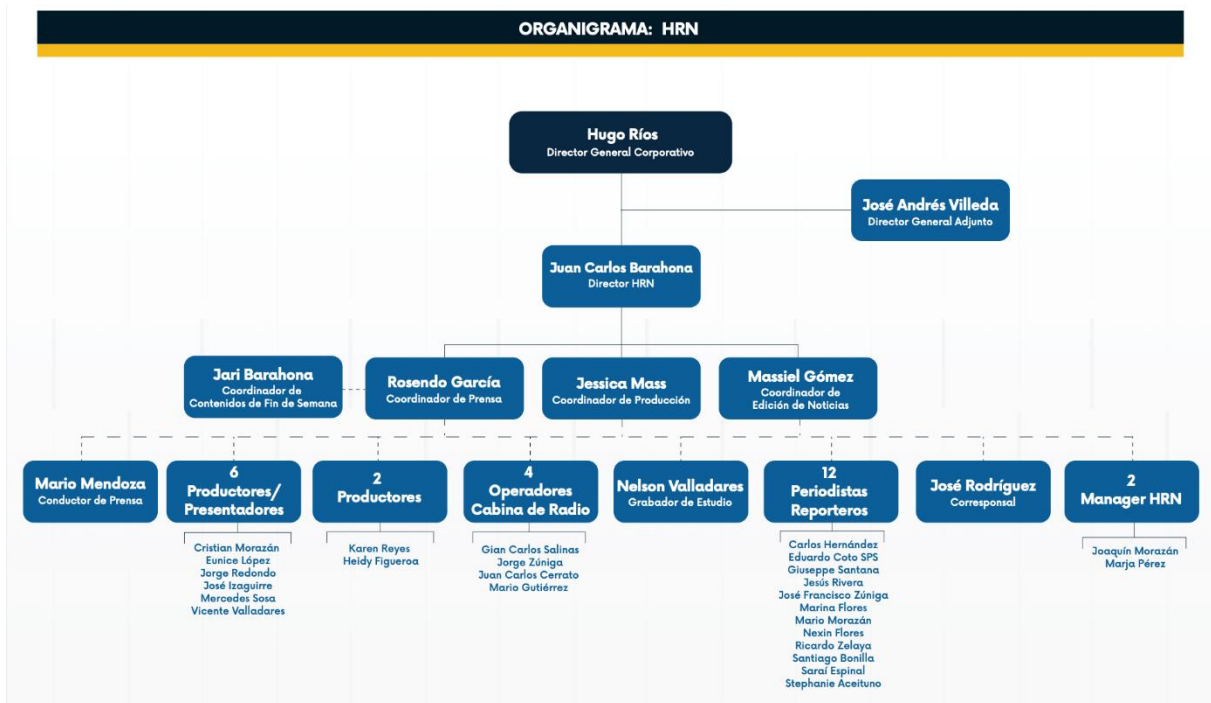 ORGANIGRAMA: HRN
Hugo Ríos
Director General Corporativo
José Andrés Villeda
Director General Adjunto
Juan Carlos Barahona
Director HRN
Jari Barahona
Coordinador de
Contenidos de Fin de Semana
Rosendo García
Coordinador de Prensa
Jessica Mass
Coordinador de Producción
Massiel Gómez
Coordinador de
Edición de Noticias
Mario Mendoza
Conductor de Prensa
6
Productores/
Presentadores
Cristian Morazán
Eunice López
Jorge Redondo
José Izaguirre
Mercedes Sosa
Vicente Valladares
2
Productores
Karen Reyes
Heidy Figueroa
4
Operadores
Cabina de Radio
Gian Carlos Salinas
Jorge Zúniga
Juan Carlos Cerrato
Mario Gutiérrez
Nelson Valladares
Grabador de Estudio
12
Periodistas
Reporteros
Carlos Hernández
Eduardo Coto SPS
Giuseppe Santana
Jesús Rivera
José Francisco Zúniga
Marina Flores
Mario Morazán
Nexin Flores
Ricardo Zelaya
Santiago Bonilla
Saraí Espinal
Stephanie Aceituno
José Rodríguez
Corresponsal
2
Manager HRN
Joaquín Morazán
Marja Pérez